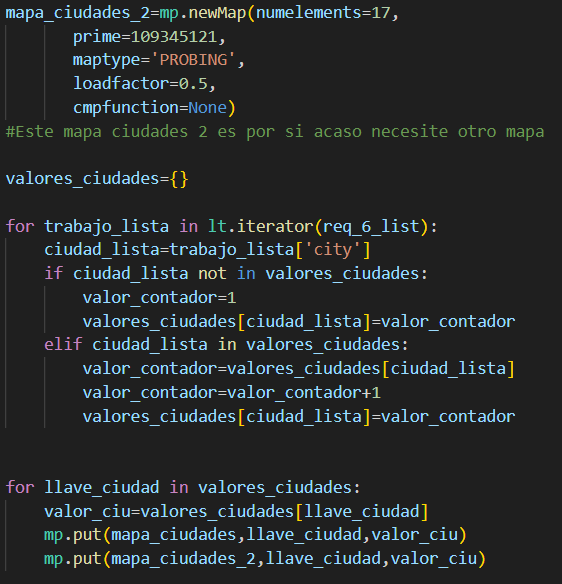 mapa_ciudades_2=mp.newMap(numelements=17,
        prime=109345121,
        maptype='PROBING',
        loadfactor=0.5,
        cmpfunction=None)
#Este mapa ciudades 2 es por si acaso necesite otro mapa

valores_ciudades={}

for trabajo_lista in lt.iterator(req_6_list):
    ciudad_lista=trabajo_lista['city']
    if ciudad_lista not in valores_ciudades:
        valor_contador=1
        valores_ciudades[ciudad_lista]=valor_contador
    elif ciudad_lista in valores_ciudades:
        valor_contador=valores_ciudades[ciudad_lista]
        valor_contador=valor_contador+1
        valores_ciudades[ciudad_lista]=valor_contador


for llave_ciudad in valores_ciudades:
    valor_ciu=valores_ciudades[llave_ciudad]
    mp.put(mapa_ciudades,llave_ciudad,valor_ciu)
    mp.put(mapa_ciudades_2,llave_ciudad,valor_ciu)